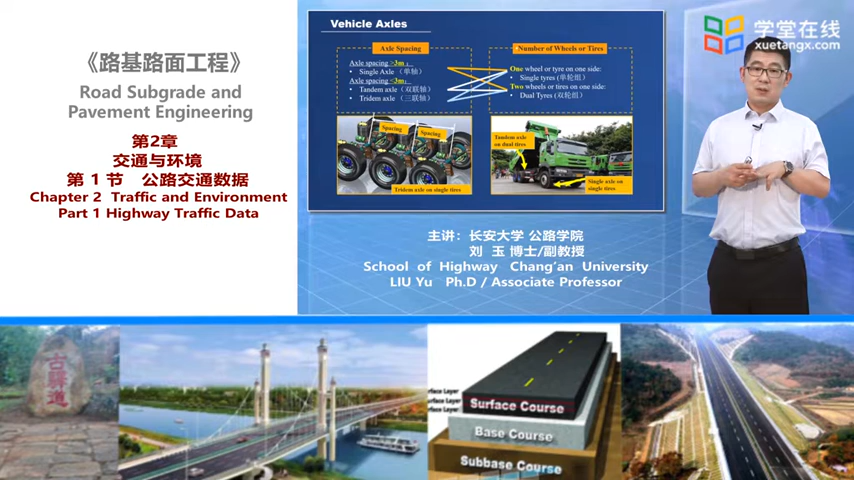 《路基路面工程》
Road Subgrade and
Pavement Engineering
第2章
交通与环境
第 1 节 公路交通数据
Chapter 2 Traffic and Environment
Part 1 Highway Traffic Data
Vehicle Axles
Axle Spacing
Axle spacing >3m：
• Single Axle （单轴）
Axle spacing <3m：
• Tandem axle （双联轴）
• Tridem axle （三联轴）
Number of Wheels or Tires
One wheel or tyre on one side:
• Single tyres (单轮组)
Two wheels or tires on one side:
• Dual Tyres (双轮组)
Spacing
Spacing
Tridem axle on single tires
Tandem axle
on dual tires
Single axle on
single tires
学堂在线
xuetangx.com
主讲：长安大学 公路学院
刘 玉 博士/副教授
School of Highway Chang'an University
LIU Yu Ph.D / Associate Professor
古驿道
urface Layer
urface Layer
urface Layer
Surface Course
Base Course
Subbase Course